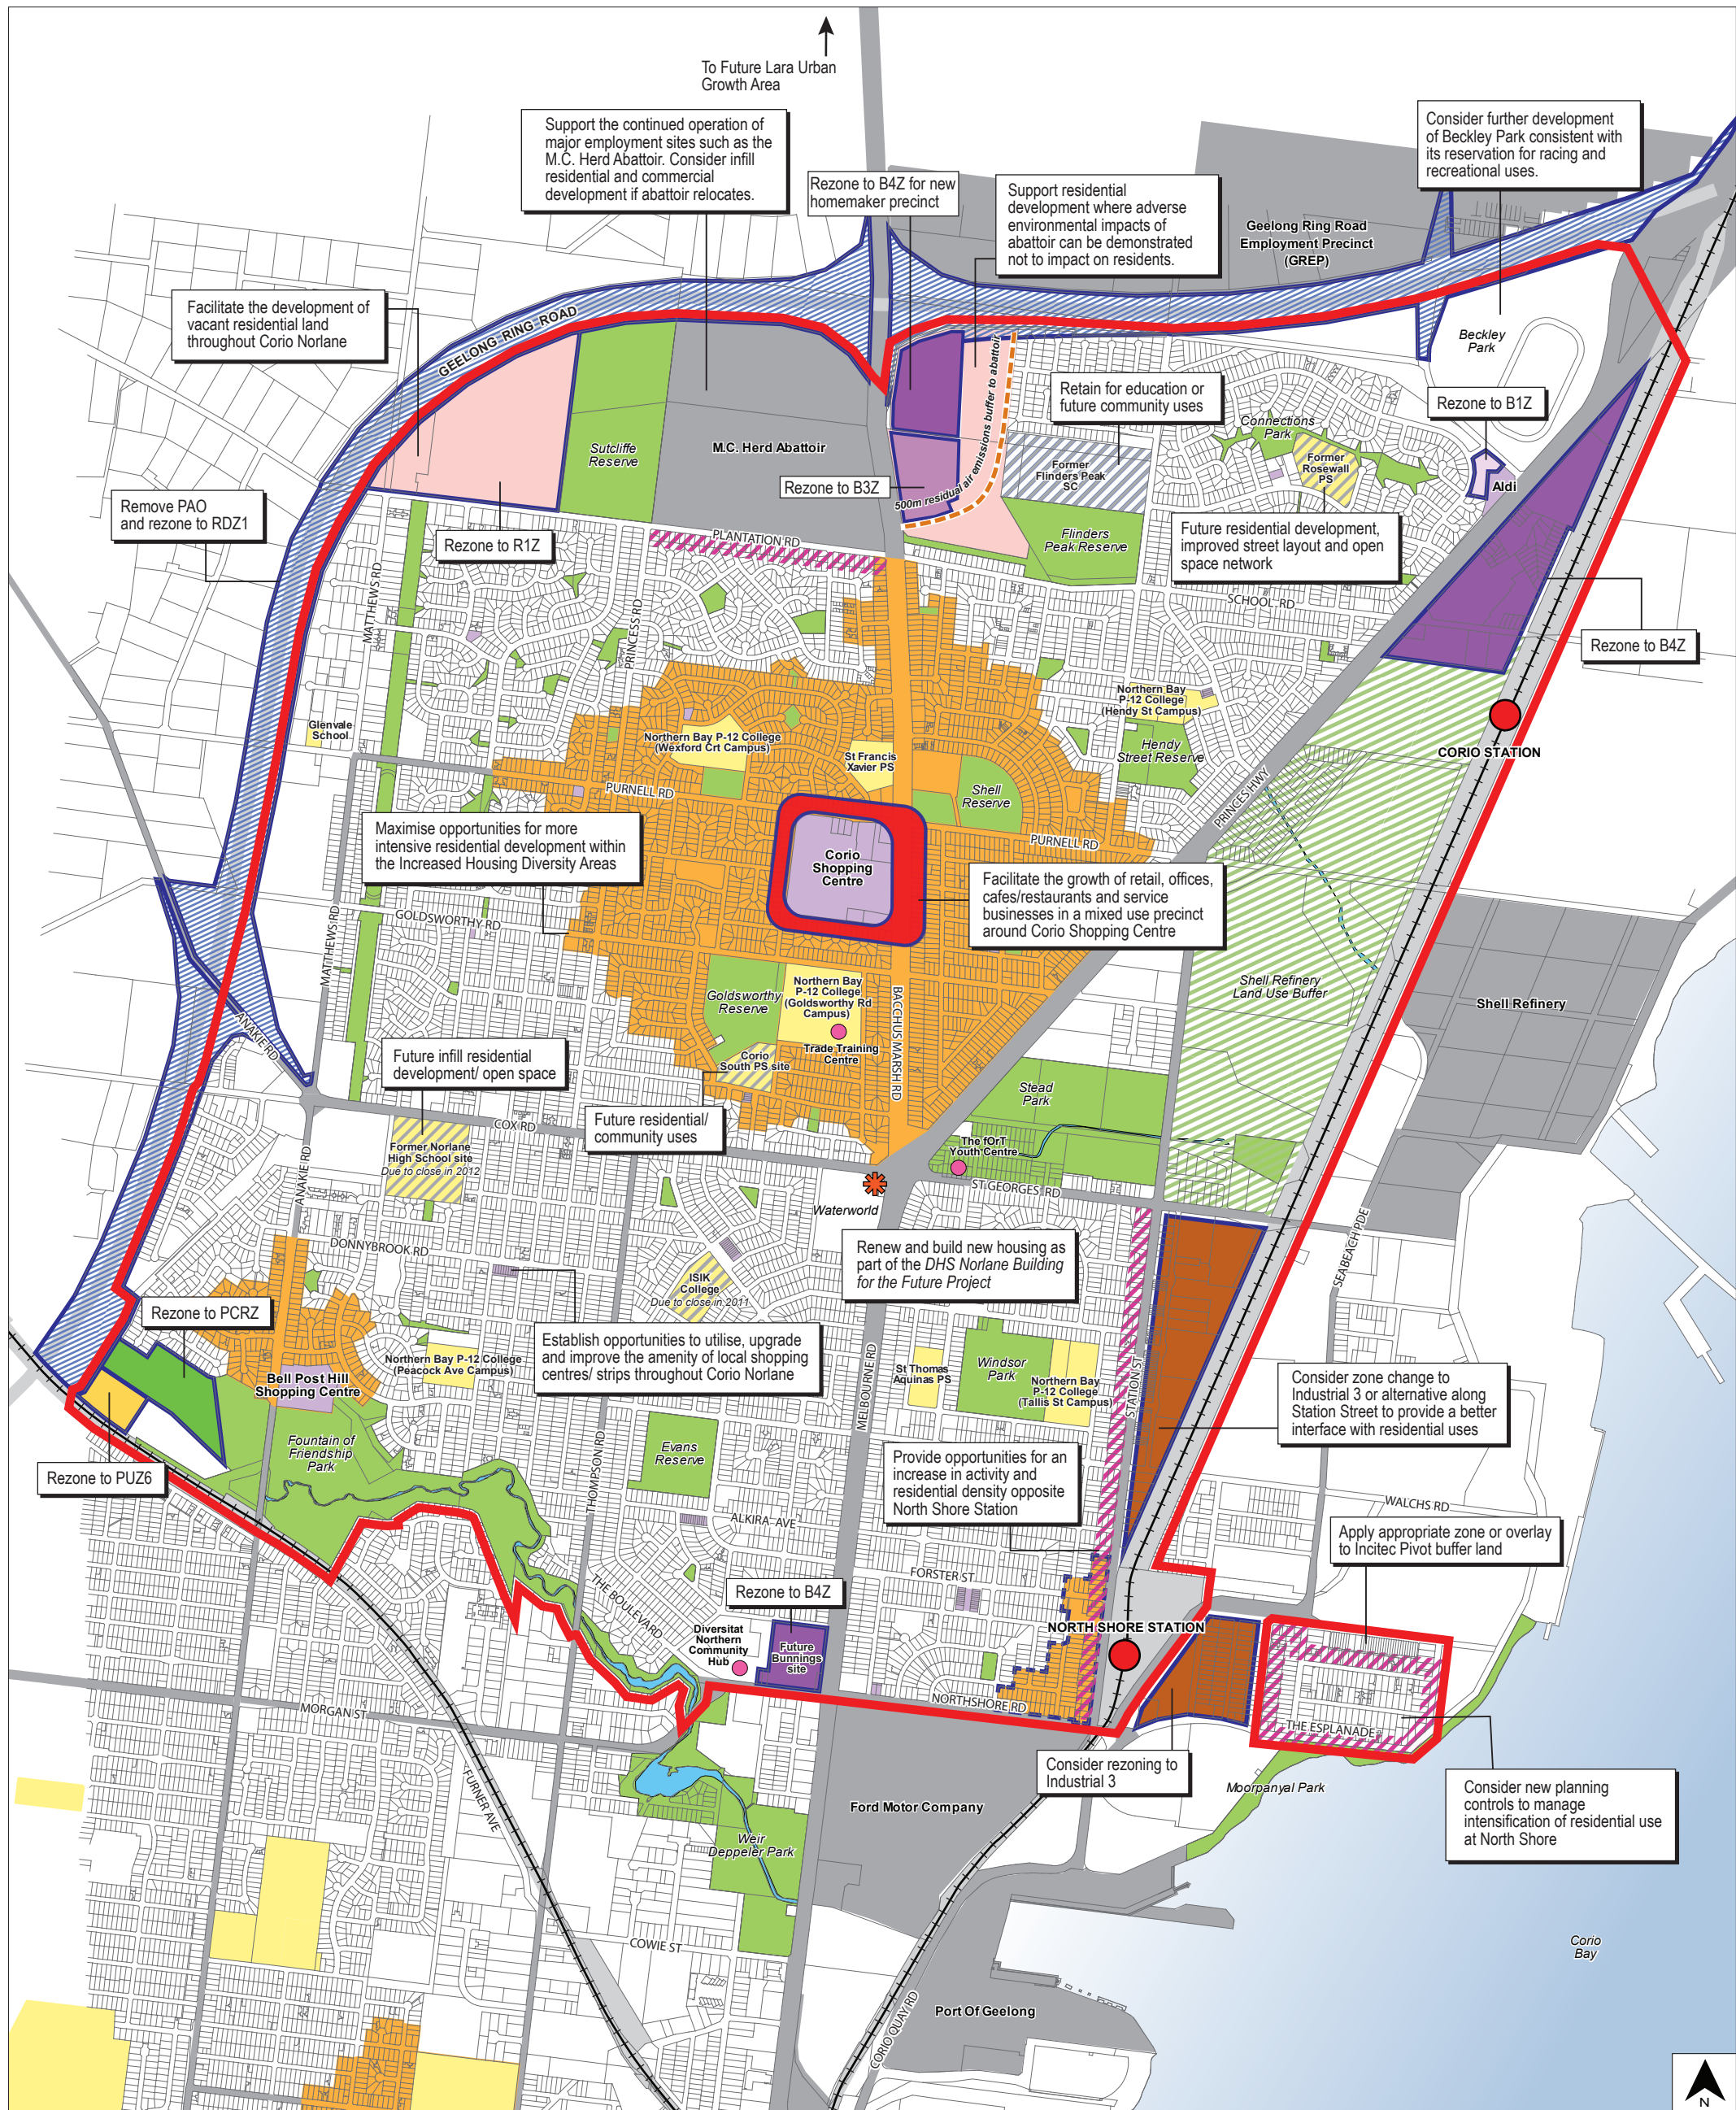 To Future Lara Urban
Growth Area
Support the continued operation of
major employment sites such as the
M.C. Herd Abattoir. Consider infill
residential and commercial
development if abattoir relocates.
Rezone to B4Z for new
homemaker precinct
Support residential
development where adverse
environmental impacts of
abattoir can be demonstrated
not to impact on residents.
Consider further development
of Beckley Park consistent with
its reservation for racing and
recreational uses.
Geelong Ring Road
Employment Precinct
(GREP)
Facilitate the development of
vacant residential land
throughout Corio Norlane
GEELONG RING ROAD
Beckley
Park
500m residual air emissions buffer to abattoir
Retain for education or
future community uses
Rezone to B1Z
Connections
Park
Sutcliffe
Reserve
M.C. Herd Abattoir
Former
Flinders Peak
SC
Former
Rosewall
PS
Aldi
Rezone to B3Z
Remove PAO
and rezone to RDZ1
Rezone to R1Z
PLANTATION RD
Flinders
Peak Reserve
Future residential development,
improved street layout and open
space network
MATTHEWS RD
PRINCESS RD
SCHOOL RD
Rezone to B4Z
Glenvale
School
Northern Bay P-12 College
(Wexford Crt Campus)
St Francis
Xavier PS
Northern Bay
P-12 College
(Hendy St Campus)
Hendy
Street Reserve
CORIO STATION
PURNELL RD
Shell
Reserve
PRINCES HWY
Maximise opportunities for more
intensive residential development within
the Increased Housing Diversity Areas
Corio
Shopping
Centre
PURNELL RD
Facilitate the growth of retail, offices,
cafes/restaurants and service
businesses in a mixed use precinct
around Corio Shopping Centre
MATTHEWS RD
GOLDSWORTHY RD
Goldsworthy
Reserve
Northern Bay
P-12 College
(Goldsworthy Rd
Campus)
Trade Training
Centre
BACCHUS MARSH RD
Shell Refinery
Land Use Buffer
Shell Refinery
ANAKIE RD
Future infill residential
development/ open space
Corio
South PS site
Stead
Park
Future residential/
community uses
COX RD
Former Norlane
High School site
Due to close in 2012
The fOrT
Youth Centre
ST GEORGES RD
ANAKIE RD
Waterworld
DONNYBROOK RD
Renew and build new housing as
part of the DHS Norlane Building
for the Future Project
SEABEACH PDE
ISIK
College
Due to close in 2011
Rezone to PCRZ
Establish opportunities to utilise, upgrade
and improve the amenity of local shopping
centres/ strips throughout Corio Norlane
Northern Bay P-12 College
(Peacock Ave Campus)
Bell Post Hill
Shopping Centre
MELBOURNE RD
St Thomas
Aquinas PS
Windsor
Park
Northern Bay
P-12 College
(Tallis St Campus)
STATION ST
Consider zone change to
Industrial 3 or alternative along
Station Street to provide a better
interface with residential uses
Fountain of
Friendship
Park
THOMPSON RD
Evans
Reserve
Rezone to PUZ6
Provide opportunities for an
increase in activity and
residential density opposite
North Shore Station
WALCHS RD
ALKIRA AVE
Apply appropriate zone or overlay
to Incitec Pivot buffer land
THE BOULEVARD
Rezone to B4Z
FORSTER ST
Diversitat
Northern
Community
Hub
Future
Bunnings
site
NORTH SHORE STATION
NORTHSHORE RD
MORGAN ST
THE ESPLANADE
Consider rezoning to
Industrial 3
Moorpanyal Park
Consider new planning
controls to manage
intensification of residential use
at North Shore
FURNER AVE
Ford Motor Company
Weir
Deppeler Park
COWIE ST
Corio
Bay
Port Of Geelong
CORIO QUAY RD
N